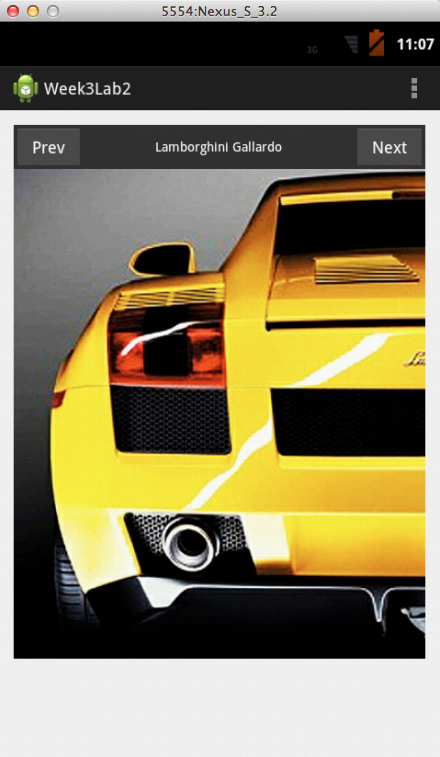 5554:Nexus_S_3.2
3G
11:07
Week3Lab2
Prev
Lamborghini Gallardo
Next